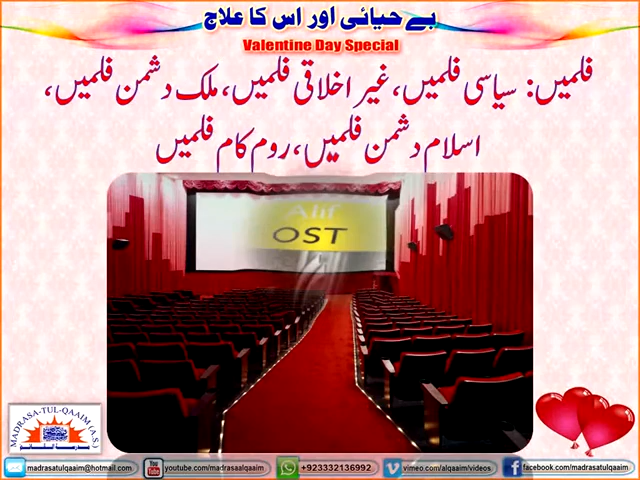 بے حیائی اور اس کا علاج
Valentine Day Special
فلمیں: سیاسی فلمیں، غیر اخلاقی فلمیں، ملک دشمن فلمیں،
اسلام دشمن فلمیں، روم کام فلمیں
Alif
OST
MADRASA-TUL-QAAIM (A.S.)
madrasatulqaaim@hotmail.com
youtube.com/madrasaalqaaim
+923332136992
vimeo.com/alqaaim/videos
facebook.com/madrasatulqaaim